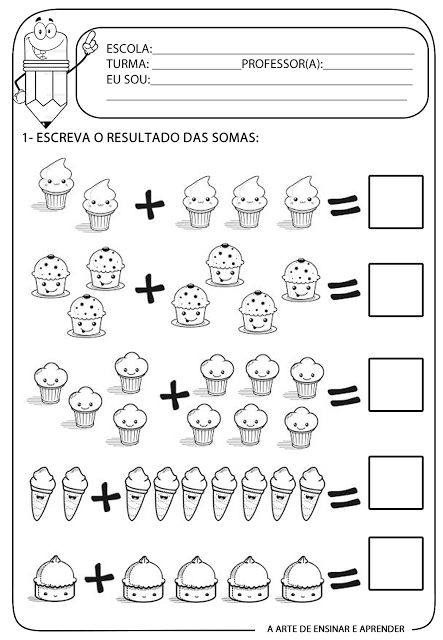 ESCOLA:
TURMA: PROFESSOR(A):
EU SOU:
1- ESCREVA O RESULTADO DAS SOMAS:
+ =
+ =
+ =
+ =
+ =
A ARTE DE ENSINAR E APRENDER